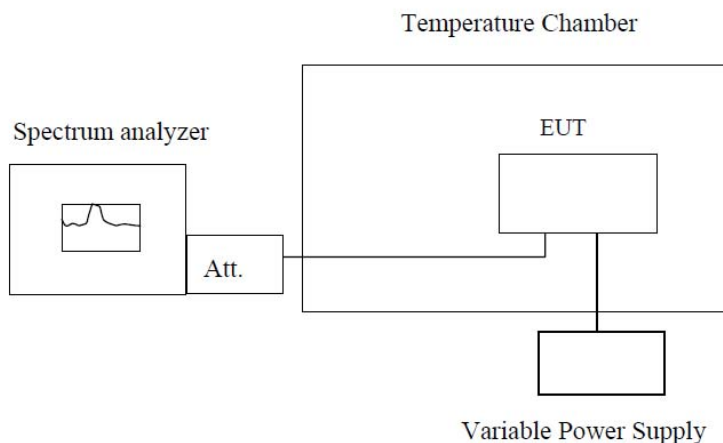 Temperature Chamber
Spectrum analyzer
EUT
Att.
Variable Power Supply